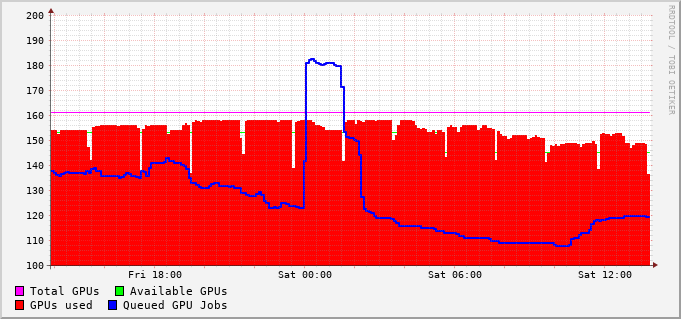 200
190
180
170
160
150
140
130
120
110
100
Fri 18:00 Sat 00:00 Sat 06:00 Sat 12:00
Total GPUs Available GPUs
GPUs used Queued GPU Jobs
RRDTOOL / TOBI OETIKER